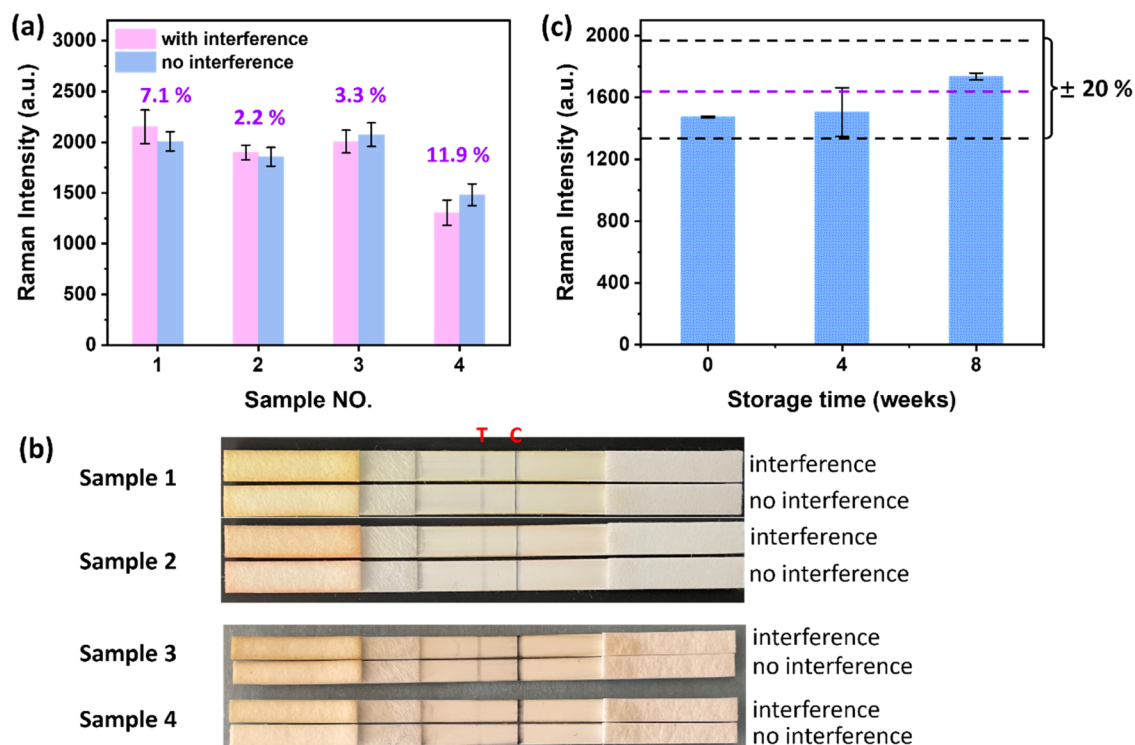 (a)
3000
2500
2000
1500
1000
500
0
Raman Intensity (a.u.)
with interference
no interference
7.1 %
2.2 %
3.3 %
11.9 %
1 2 3 4
Sample NO.
(c)
2000
1600
1200
800
400
0
Raman Intensity (a.u.)
± 20 %
0 4 8
Storage time (weeks)
(b)
T C
Sample 1
interference
no interference
Sample 2
interference
no interference
Sample 3
interference
no interference
Sample 4
interference
no interference